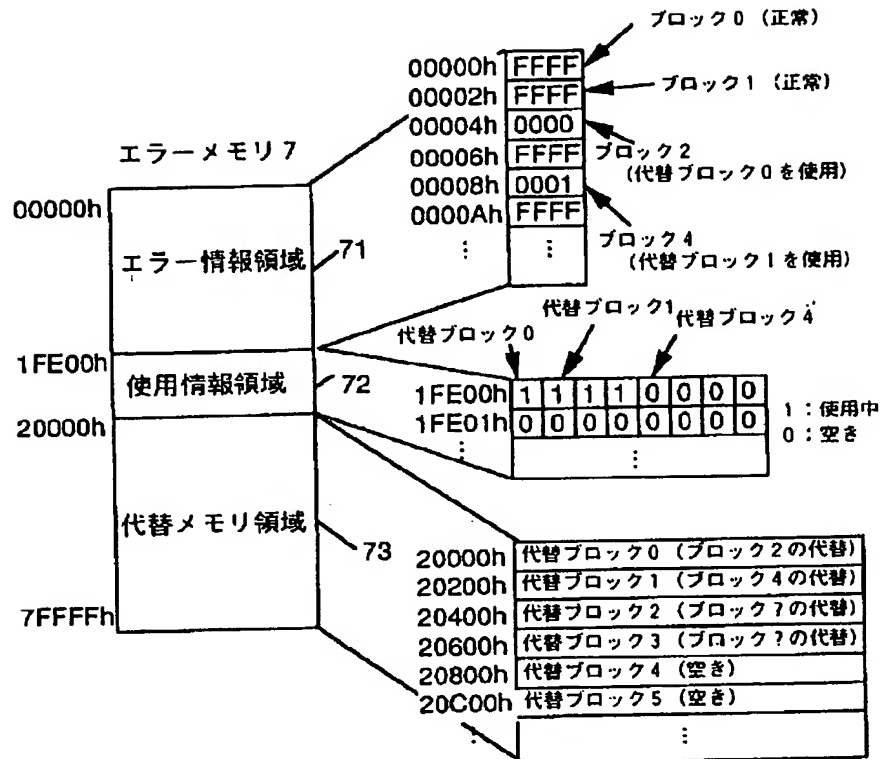 ブロック0 (正常)
00000h FFFF
00002h FFFF
ブロック1 (正常)
00004h 0000
00006h FFFF
ブロック2
(代替ブロック0を使用)
00008h 0001
0000Ah FFFF
ブロック4
(代替ブロック1を使用)
⋮ ⋮
エラーメモリ7
00000h
エラー情報領域
71
1FE00h
使用情報領域
72
20000h
代替メモリ領域
73
7FFFFh
代替ブロック0
代替ブロック1
代替ブロック4
1FE00h 1 1 1 1 0 0 0 0
1FE01h 0 0 0 0 0 0 0 0
⋮ ⋮
1:使用中
0:空き
20000h 代替ブロック0 (ブロック2の代替)
20200h 代替ブロック1 (ブロック4の代替)
20400h 代替ブロック2 (ブロック?の代替)
20600h 代替ブロック3 (ブロック?の代替)
20800h 代替ブロック4 (空き)
20C00h 代替ブロック5 (空き)
⋮ ⋮